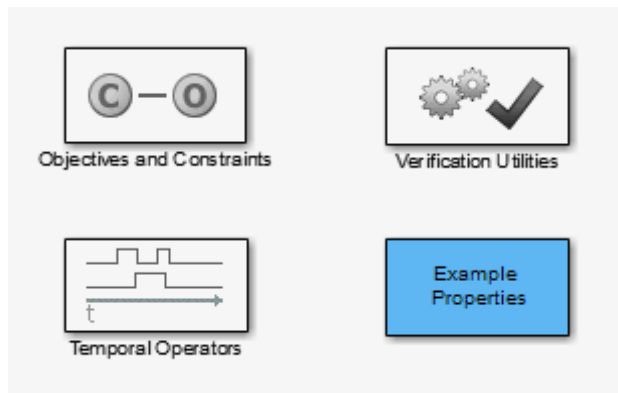 C O
Objectives and Constraints
Verification Utilities
t
Temporal Operators
Example
Properties